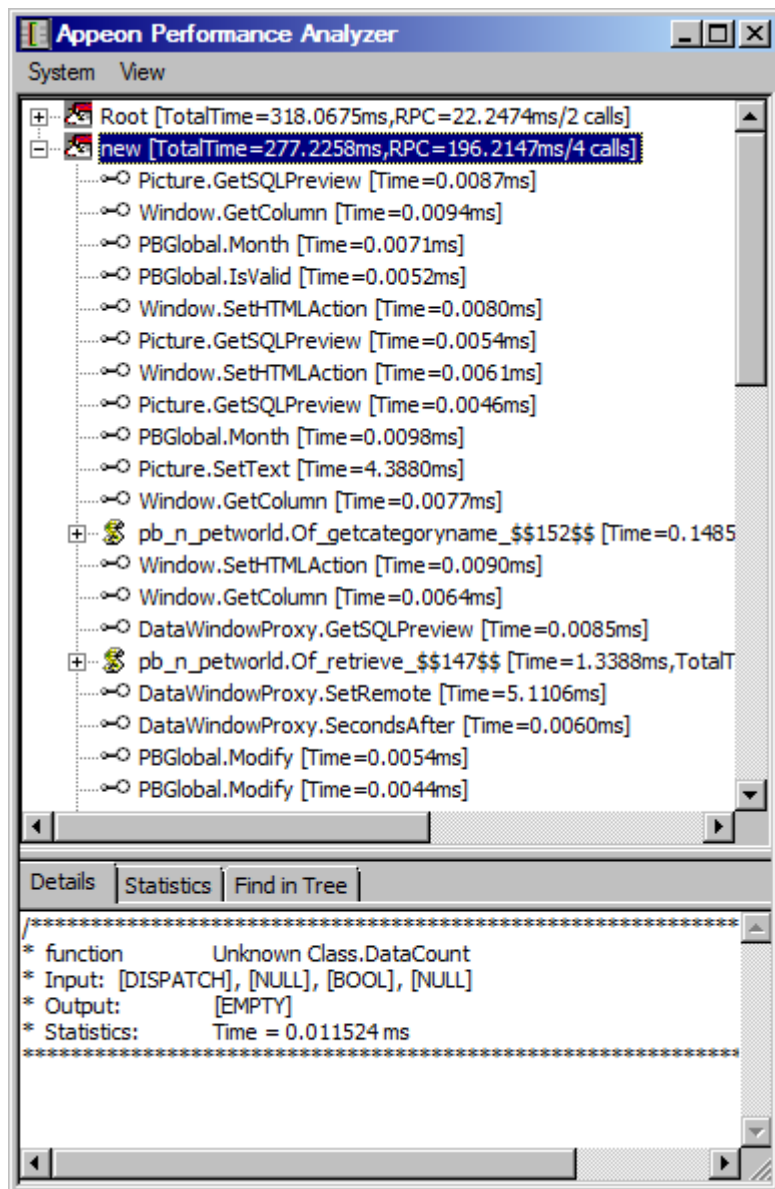 Appeon Performance Analyzer
System View
Root [TotalTime=318.0675ms,RPC=22.2474ms/2 calls]
new [TotalTime=277.2258ms,RPC=196.2147ms/4 calls]
Picture.GetSQLPreview [Time=0.0087ms]
Window.GetColumn [Time=0.0094ms]
PBGlobal.Month [Time=0.0071ms]
PBGlobal.IsValid [Time=0.0052ms]
Window.SetHTMLAction [Time=0.0080ms]
Picture.GetSQLPreview [Time=0.0054ms]
Window.SetHTMLAction [Time=0.0061ms]
Picture.GetSQLPreview [Time=0.0046ms]
PBGlobal.Month [Time=0.0098ms]
Picture.SetText [Time=4.3880ms]
Window.GetColumn [Time=0.0077ms]
pb_n_petworld.Of_getcategoryname_$$152$$ [Time=0.1485
Window.SetHTMLAction [Time=0.0090ms]
Window.GetColumn [Time=0.0064ms]
DataWindowProxy.GetSQLPreview [Time=0.0085ms]
pb_n_petworld.Of_retrieve_$$147$$ [Time=1.3388ms,TotalT
DataWindowProxy.SetRemote [Time=5.1106ms]
DataWindowProxy.SecondsAfter [Time=0.0060ms]
PBGlobal.Modify [Time=0.0054ms]
PBGlobal.Modify [Time=0.0044ms]
Details Statistics Find in Tree
/***************************************************************
* function Unknown Class.DataCount
* Input: [DISPATCH], [NULL], [BOOL], [NULL]
* Output: [EMPTY]
* Statistics: Time = 0.011524 ms
****************************************************************